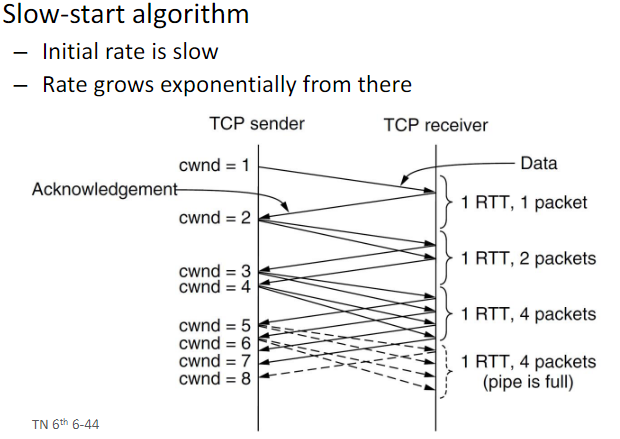 Slow-start algorithm
– Initial rate is slow
– Rate grows exponentially from there
TCP sender
TCP receiver
cwnd = 1
Data
Acknowledgement
1 RTT, 1 packet
cwnd = 2
1 RTT, 2 packets
cwnd = 3
cwnd = 4
1 RTT, 4 packets
cwnd = 5
cwnd = 6
cwnd = 7
1 RTT, 4 packets
cwnd = 8
(pipe is full)
TN 6th 6-44